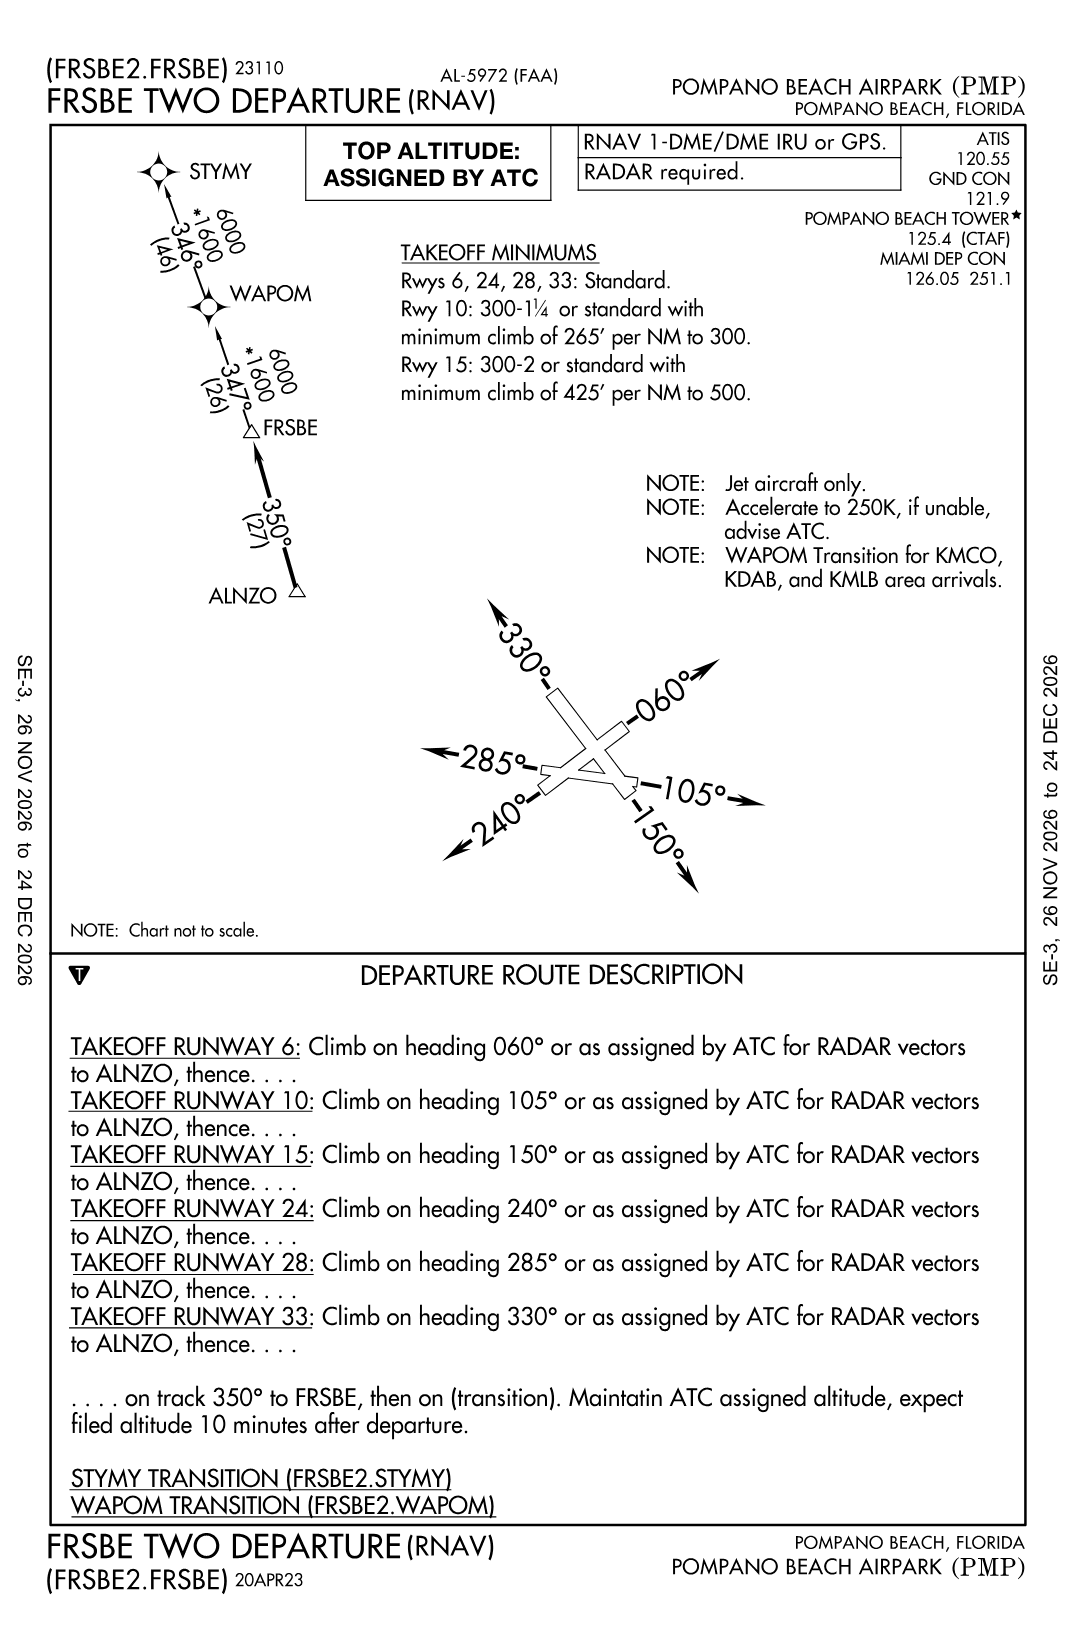 (FRSBE2.FRSBE) 23110
AL-5972 (FAA)
POMPANO BEACH AIRPARK (PMP)
FRSBE TWO DEPARTURE (RNAV)
POMPANO BEACH, FLORIDA
TOP ALTITUDE:
ASSIGNED BY ATC
RNAV 1-DME/DME IRU or GPS.
RADAR required.
ATIS
120.55
GND CON
121.9
POMPANO BEACH TOWER★
125.4 (CTAF)
MIAMI DEP CON
126.05 251.1
STYMY
6000
*1600
346°
(46)
WAPOM
6000
*1600
347°
(26)
FRSBE
350°
(27)
ALNZO
TAKEOFF MINIMUMS
Rwys 6, 24, 28, 33: Standard.
Rwy 10: 300-1¼ or standard with
minimum climb of 265' per NM to 300.
Rwy 15: 300-2 or standard with
minimum climb of 425' per NM to 500.
NOTE: Jet aircraft only.
NOTE: Accelerate to 250K, if unable,
advise ATC.
NOTE: WAPOM Transition for KMCO,
KDAB, and KMLB area arrivals.
330°
060°
285°
105°
240°
150°
NOTE: Chart not to scale.
SE-3, 26 NOV 2026 to 24 DEC 2026
SE-3, 26 NOV 2026 to 24 DEC 2026
T
DEPARTURE ROUTE DESCRIPTION
TAKEOFF RUNWAY 6: Climb on heading 060° or as assigned by ATC for RADAR vectors
to ALNZO, thence. . . .
TAKEOFF RUNWAY 10: Climb on heading 105° or as assigned by ATC for RADAR vectors
to ALNZO, thence. . . .
TAKEOFF RUNWAY 15: Climb on heading 150° or as assigned by ATC for RADAR vectors
to ALNZO, thence. . . .
TAKEOFF RUNWAY 24: Climb on heading 240° or as assigned by ATC for RADAR vectors
to ALNZO, thence. . . .
TAKEOFF RUNWAY 28: Climb on heading 285° or as assigned by ATC for RADAR vectors
to ALNZO, thence. . . .
TAKEOFF RUNWAY 33: Climb on heading 330° or as assigned by ATC for RADAR vectors
to ALNZO, thence. . . .
. . . . on track 350° to FRSBE, then on (transition). Maintatin ATC assigned altitude, expect
filed altitude 10 minutes after departure.
STYMY TRANSITION (FRSBE2.STYMY)
WAPOM TRANSITION (FRSBE2.WAPOM)
FRSBE TWO DEPARTURE (RNAV)
POMPANO BEACH, FLORIDA
(FRSBE2.FRSBE) 20APR23
POMPANO BEACH AIRPARK (PMP)